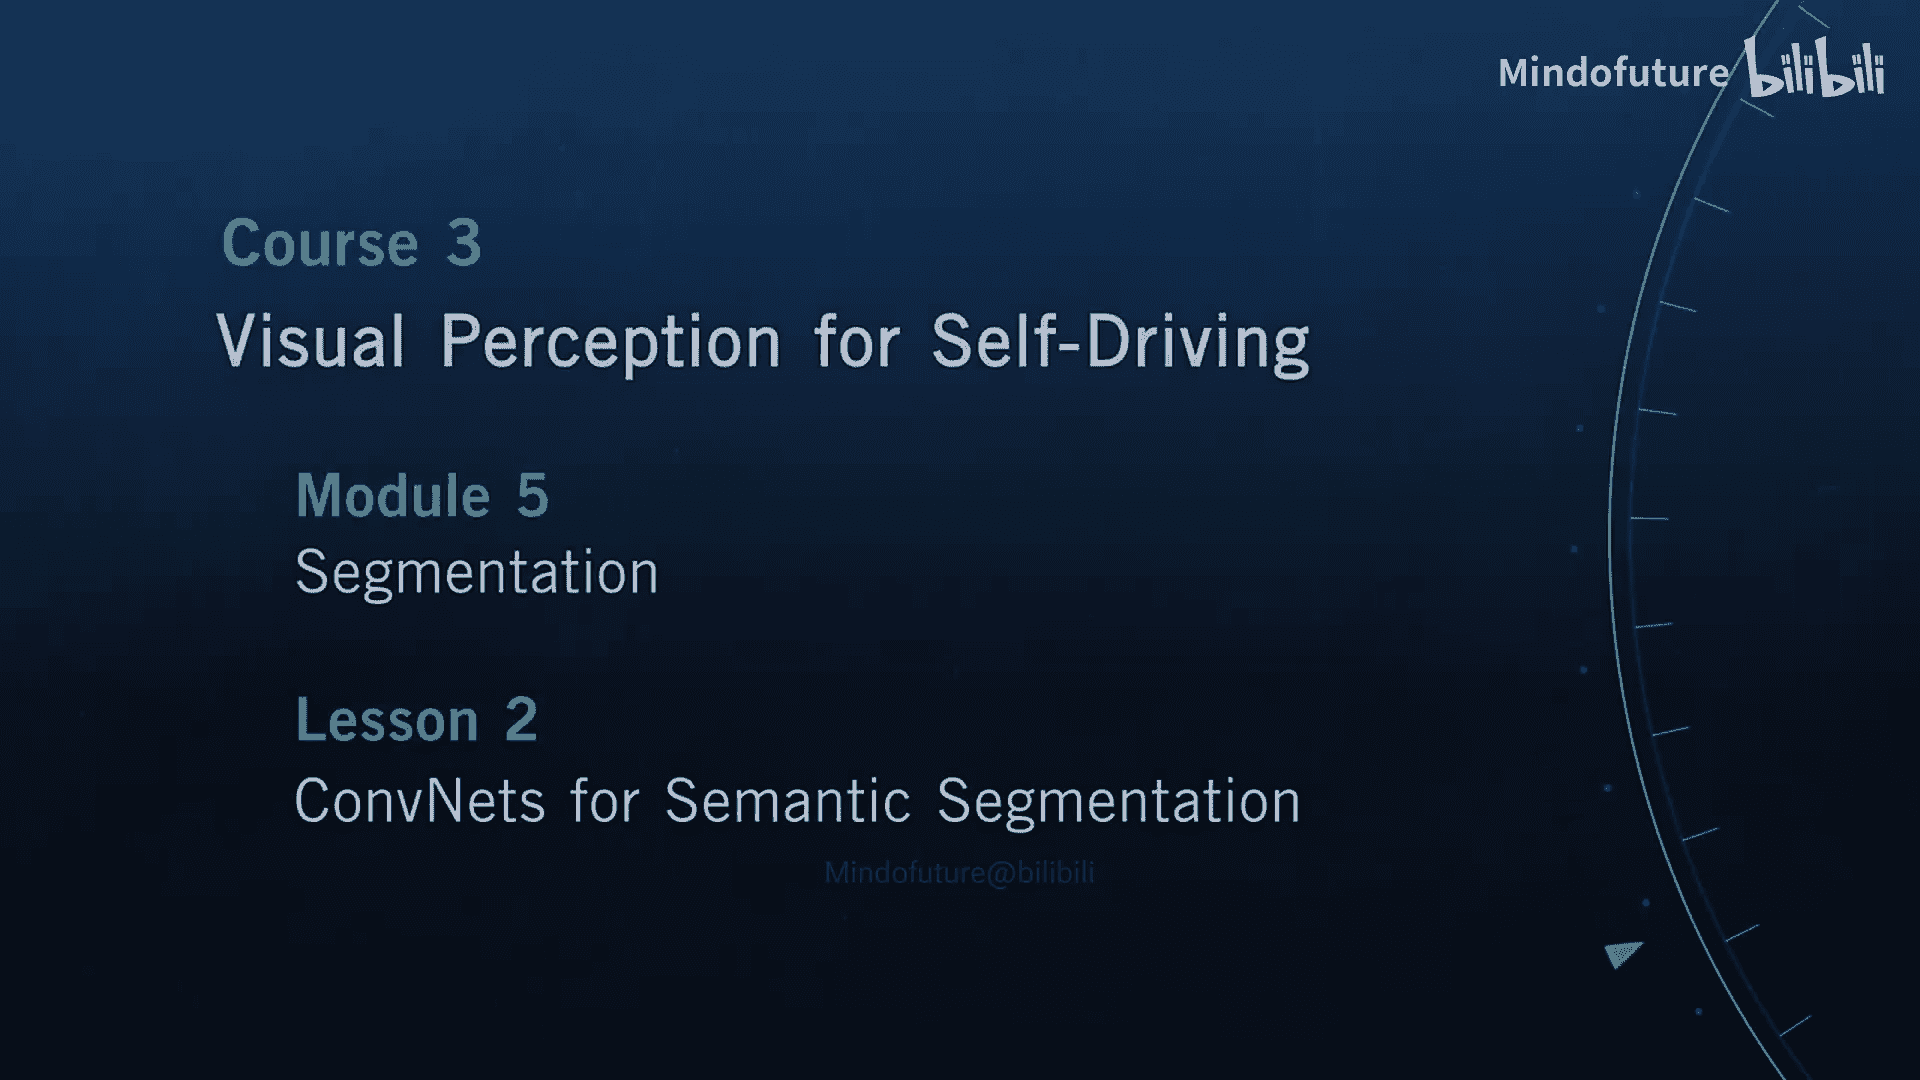 Mindofuture bilibili
Course 3
Visual Perception for Self-Driving
Module 5
Segmentation
Lesson 2
ConvNets for Semantic Segmentation
Mindofuture@bilibili